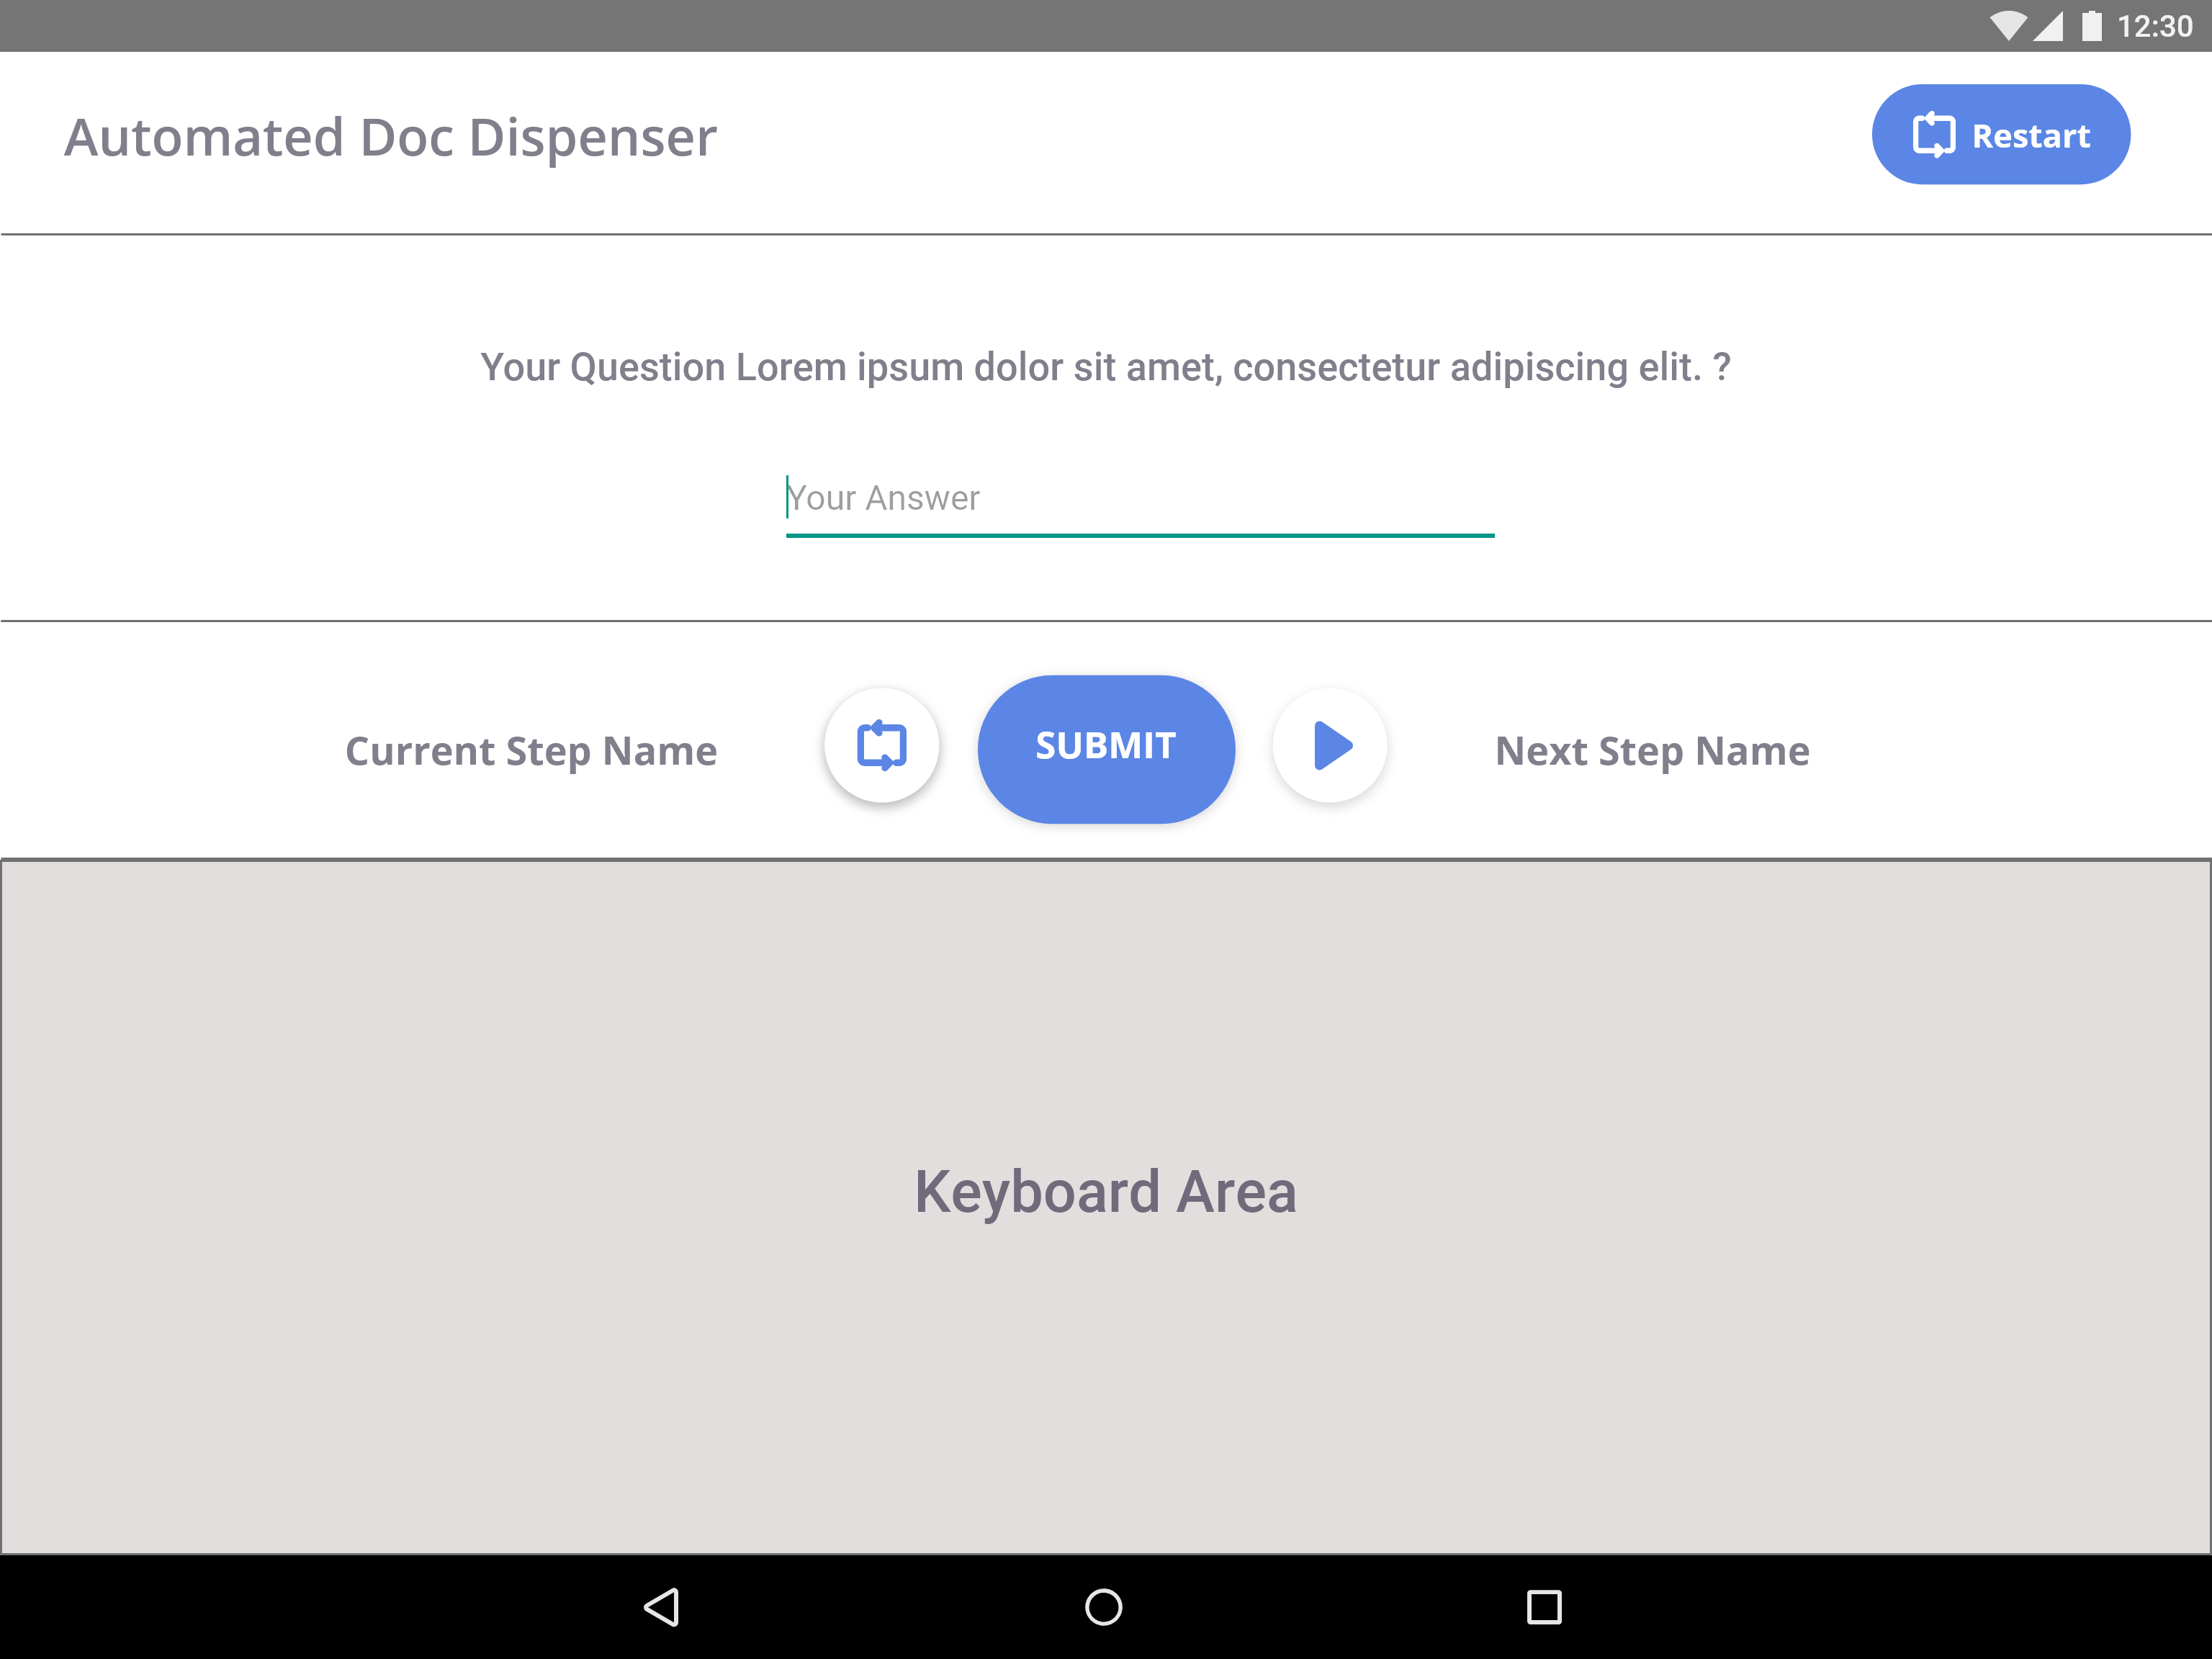 12:30
Automated Doc Dispenser
Restart
Your Question Lorem ipsum dolor sit amet, consectetur adipiscing elit. ?
Your Answer
Current Step Name
SUBMIT
Next Step Name
Keyboard Area